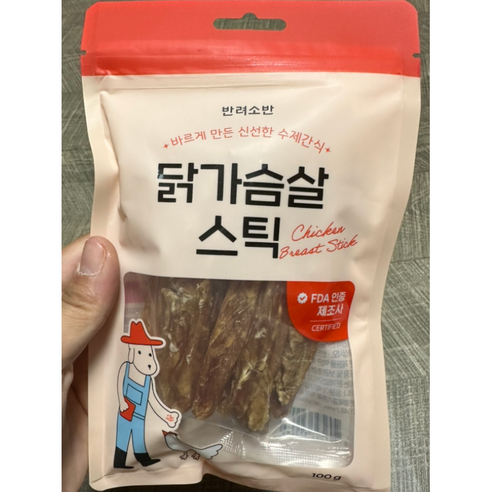 반려소반
바르게 만든 신선한 수제간식
닭가슴살
스틱
Chicken
Breast Stick
FDA 인증
제조사
CERTIFIED
100g